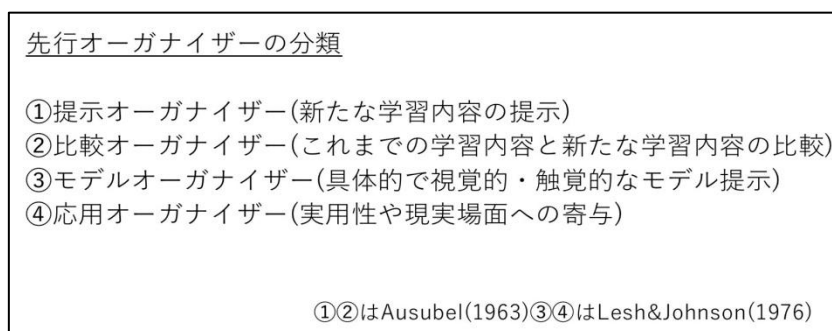 先行オーガナイザーの分類
①提示オーガナイザー(新たな学習内容の提示)
②比較オーガナイザー(これまでの学習内容と新たな学習内容の比較)
③モデルオーガナイザー(具体的で視覚的・触覚的なモデル提示)
④応用オーガナイザー(実用性や現実場面への寄与)
①②はAusubel(1963)③④はLesh&Johnson(1976)